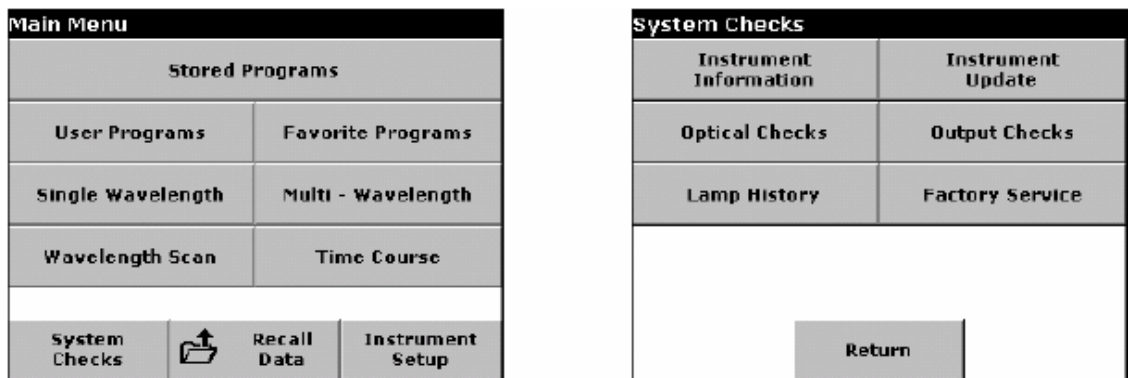 Main Menu
Stored Programs
User Programs
Favorite Programs
Single Wavelength
Multi - Wavelength
Wavelength Scan
Time Course
System
Checks
Recall
Data
Instrument
Setup
System Checks
Instrument
Information
Instrument
Update
Optical Checks
Output Checks
Lamp History
Factory Service
Return